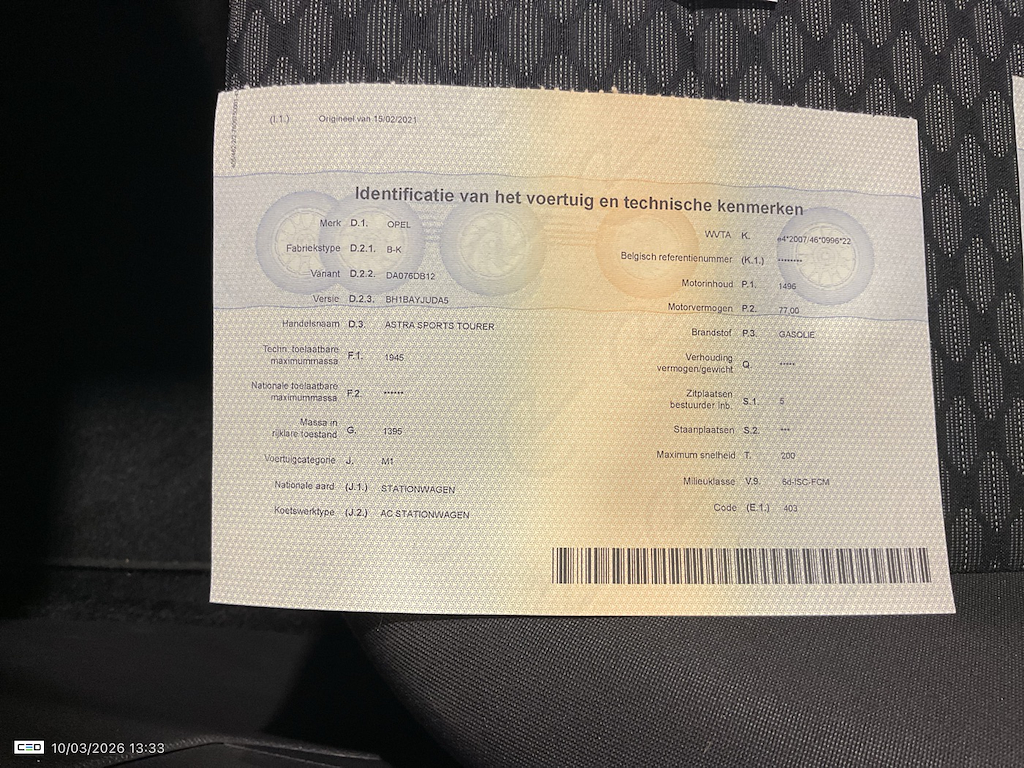 (I.1.) Origineel van 15/02/2021
Identificatie van het voertuig en technische kenmerken
Merk D.1. OPEL
Fabriekstype D.2.1. B-K
Variant D.2.2. DA076DB12
Versie D.2.3. BH1BAYJUDA5
Handelsnaam D.3. ASTRA SPORTS TOURER
Techn. toelaatbare
maximummassa F.1. 1945
Nationale toelaatbare
maximummassa F.2. ******
Massa in
rijklare toestand G. 1395
Voertuigcategorie J. M1
Nationale aard (J.1.) STATIONWAGEN
Koetswerktype (J.2.) AC STATIONWAGEN
WVTA K. e4*2007/46*0996*22
Belgisch referentienummer (K.1.) ********
Motorinhoud P.1. 1496
Motorvermogen P.2. 77,00
Brandstof P.3. GASOLIE
Verhouding
vermogen/gewicht Q. *****
Zitplaatsen
bestuurder inb. S.1. 5
Staanplaatsen S.2. ***
Maximum snelheid T. 200
Milieuklasse V.9. 6d-ISC-FCM
Code (E.1.) 403
CEO 10/03/2026 13:33